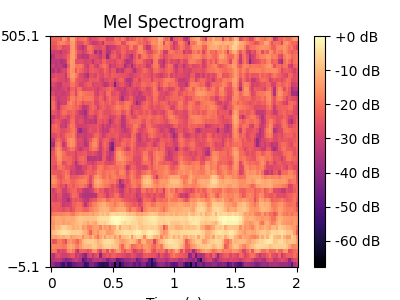 Mel Spectrogram
505.1
−5.1
0
0.5
1
1.5
2
+0 dB
-10 dB
-20 dB
-30 dB
-40 dB
-50 dB
-60 dB